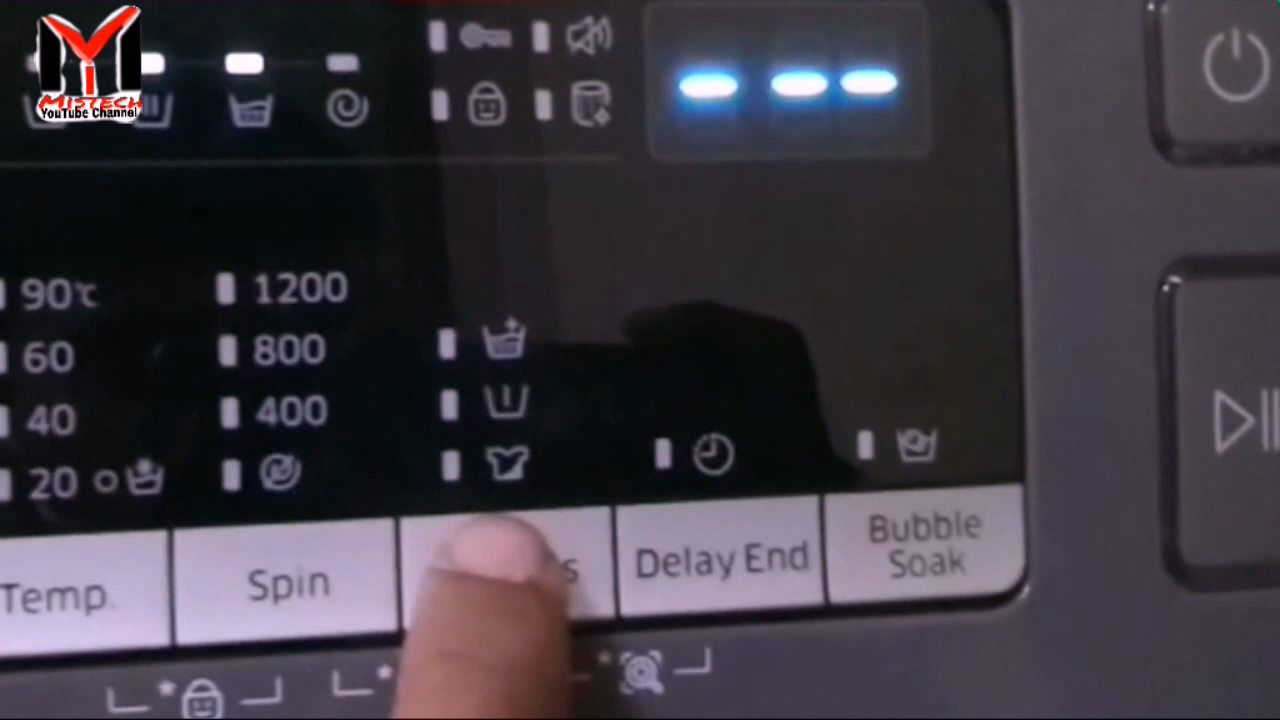 MISTECH
YouTube Channel
90℃
60
40
20
1200
800
400
Temp.
Spin
s
Delay End
Bubble
Soak